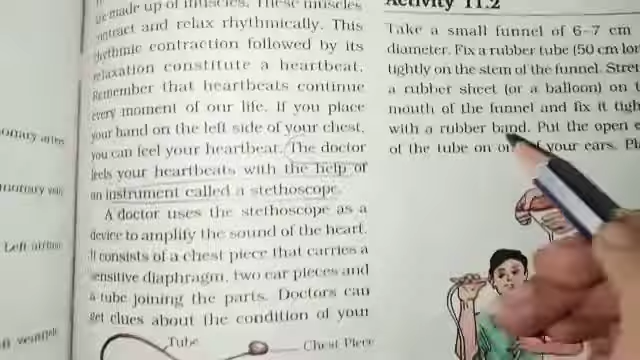 made up of muscles. These muscles
contract and relax rhythmically. This
rhythmic contraction followed by its
relaxation constitute a heartbeat.
Remember that heartbeats continue
every moment of our life. If you place
your hand on the left side of your chest,
you can feel your heartbeat. The doctor
feels your heartbeats with the help of
an instrument called a stethoscope.
A doctor uses the stethoscope as a
device to amplify the sound of the heart.
It consists of a chest piece that carries a
sensitive diaphragm, two ear pieces and
a tube joining the parts. Doctors can
get clues about the condition of your
Tube
Chest Piece
Activity 11.2
Take a small funnel of 6-7 cm
diameter. Fix a rubber tube (50 cm
tightly on the stem of the funnel.
a rubber sheet (or a balloon) on
mouth of the funnel and fix it
with a rubber band. Put the open
of the tube on your ears.
Left